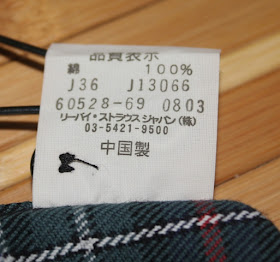 品質表示
綿 100%
J36 J13066
60528-69 0803
リーバイ・ストラウス ジャパン(株)
03-5421-9500
中国製